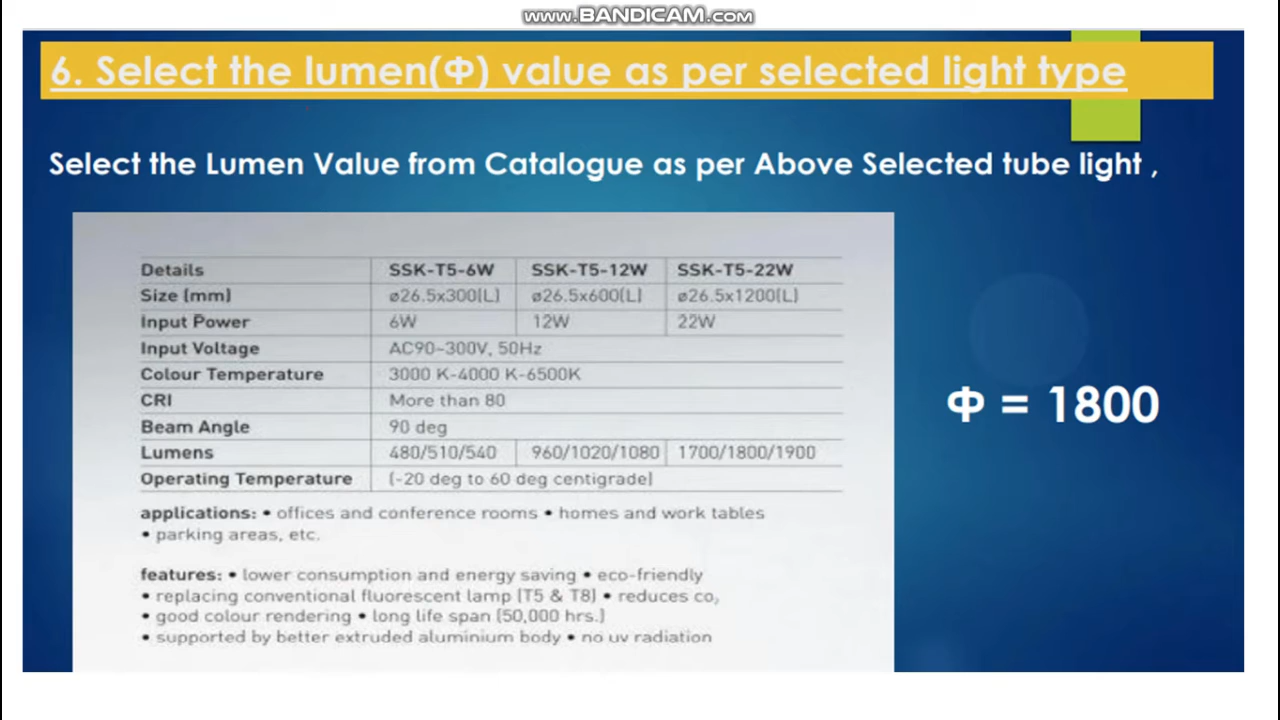 www.BANDICAM.com
6. Select the lumen(Φ) value as per selected light type
Select the Lumen Value from Catalogue as per Above Selected tube light ,
Details SSK-T5-6W SSK-T5-12W SSK-T5-22W
Size (mm) ø26.5x300(L) ø26.5x600(L) ø26.5x1200(L)
Input Power 6W 12W 22W
Input Voltage AC90-300V, 50Hz
Colour Temperature 3000 K-4000 K-6500K
CRI More than 80
Beam Angle 90 deg
Lumens 480/510/540 960/1020/1080 1700/1800/1900
Operating Temperature (-20 deg to 60 deg centigrade)
applications: • offices and conference rooms • homes and work tables
• parking areas, etc.
features: • lower consumption and energy saving • eco-friendly
• replacing conventional fluorescent lamp (T5 & T8) • reduces co₂
• good colour rendering • long life span (50,000 hrs.)
• supported by better extruded aluminium body • no uv radiation
Φ = 1800